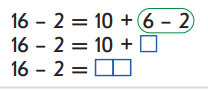 16 – 2 = 10 + (6 – 2)
16 – 2 = 10 + □
16 – 2 = □□